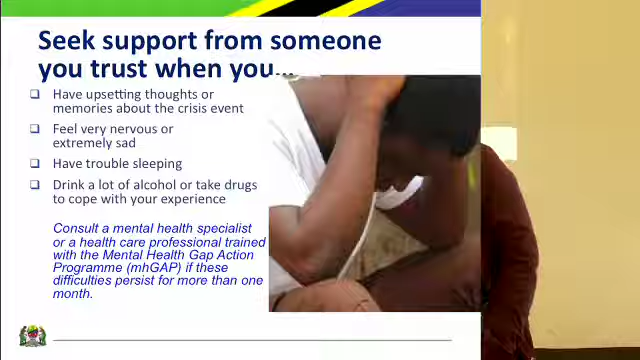 Seek support from someone
you trust when you...
Have upsetting thoughts or
memories about the crisis event
Feel very nervous or
extremely sad
Have trouble sleeping
Drink a lot of alcohol or take drugs
to cope with your experience
Consult a mental health specialist
or a health care professional trained
with the Mental Health Gap Action
Programme (mhGAP) if these
difficulties persist for more than one
month.